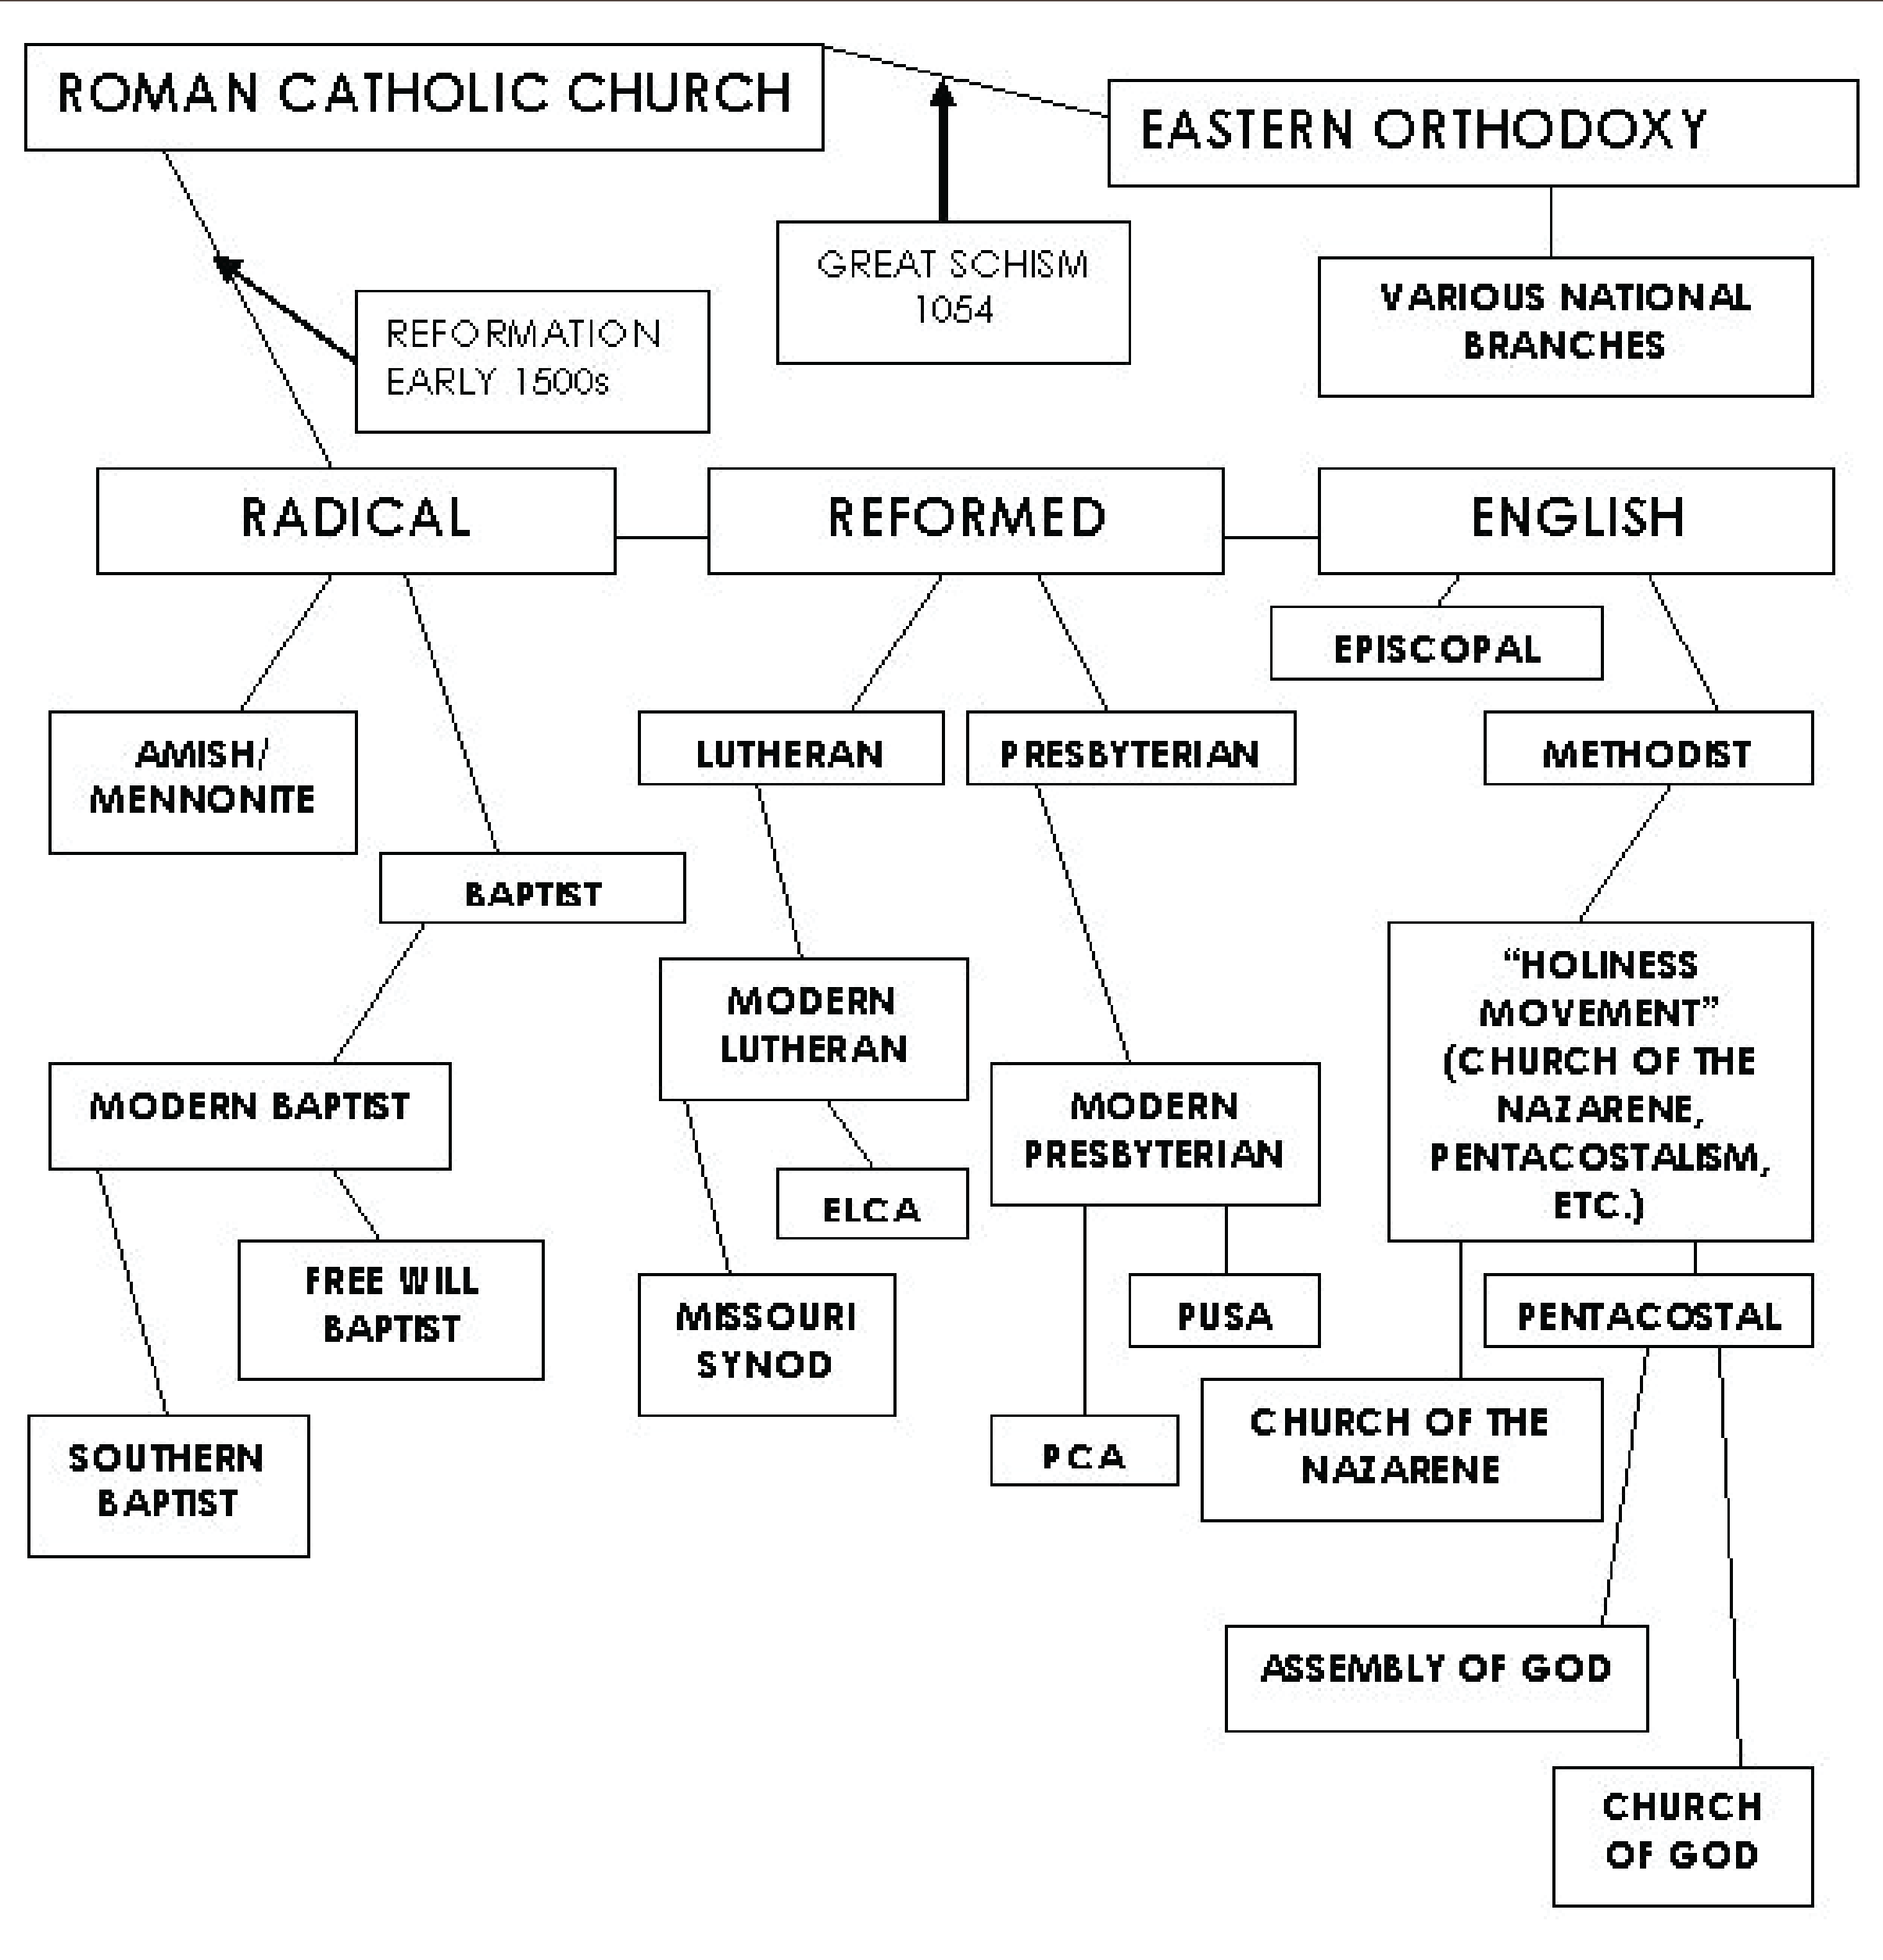 ROMAN CATHOLIC CHURCH
EASTERN ORTHODOXY
GREAT SCHISM
1054
VARIOUS NATIONAL
BRANCHES
REFORMATION
EARLY 1500s
RADICAL
REFORMED
ENGLISH
EPISCOPAL
AMISH/
MENNONITE
LUTHERAN
PRESBYTERIAN
METHODIST
BAPTIST
"HOLINESS
MOVEMENT"
(CHURCH OF THE
NAZARENE,
PENTACOSTALISM,
ETC.)
MODERN
LUTHERAN
MODERN BAPTIST
MODERN
PRESBYTERIAN
ELCA
FREE WILL
BAPTIST
MISSOURI
SYNOD
PUSA
PENTACOSTAL
CHURCH OF THE
NAZARENE
PCA
SOUTHERN
BAPTIST
ASSEMBLY OF GOD
CHURCH
OF GOD